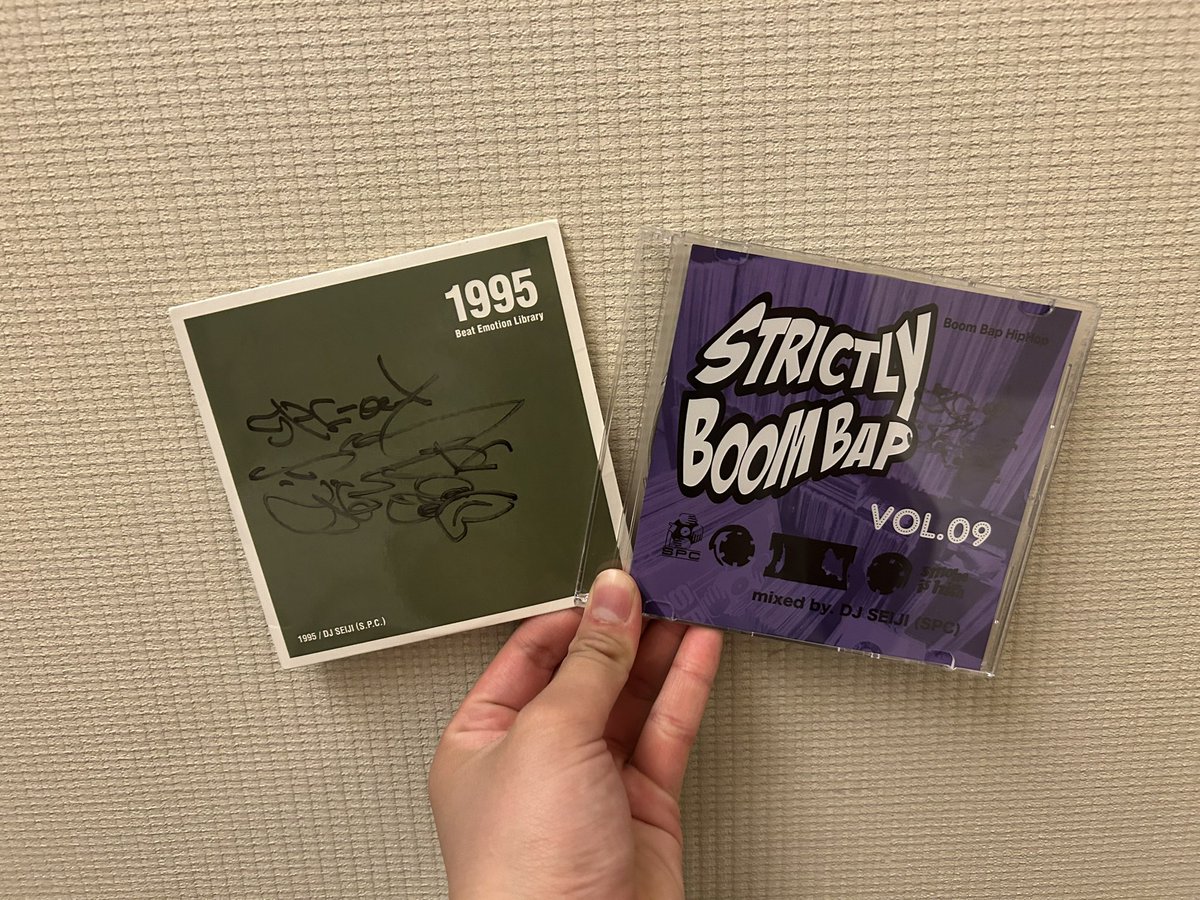 1995
Beat Emotion Library
1995 / DJ SEIJI (S.P.C.)
Boom Bap HipHop
STRICTLY
BOOM BAP
VOL.09
SPC
mixed by. DJ SEIJI (SPC)